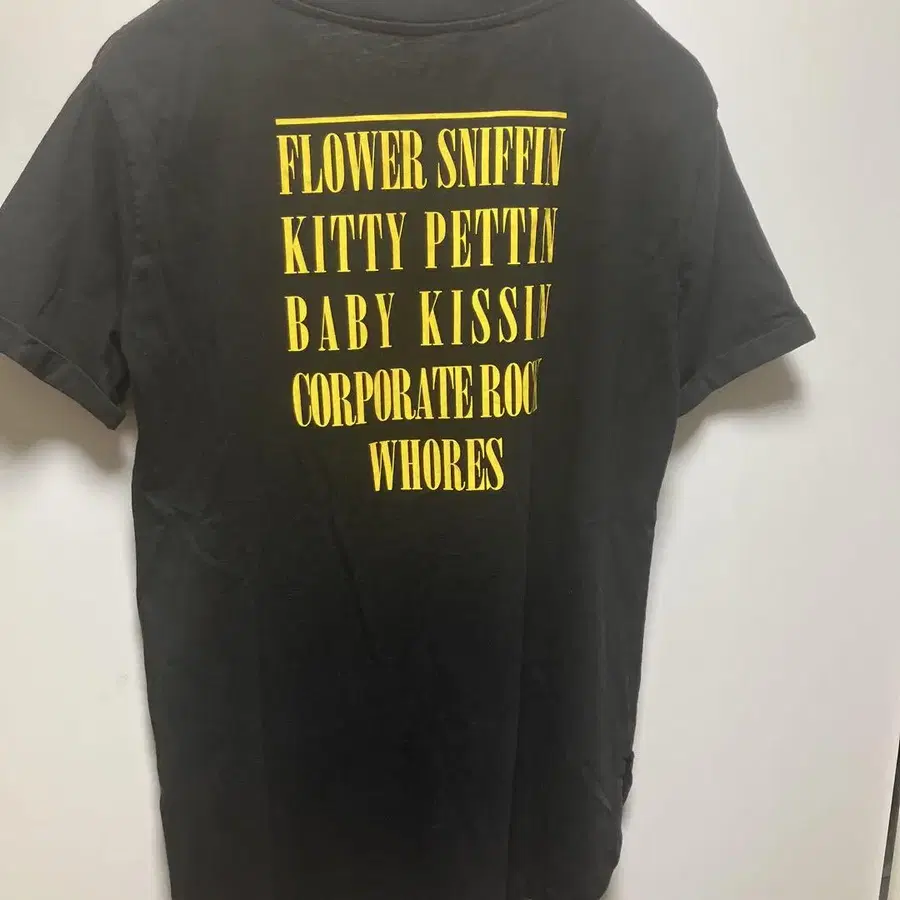 FLOWER SNIFFIN
KITTY PETTIN
BABY KISSIN
CORPORATE ROCK
WHORES